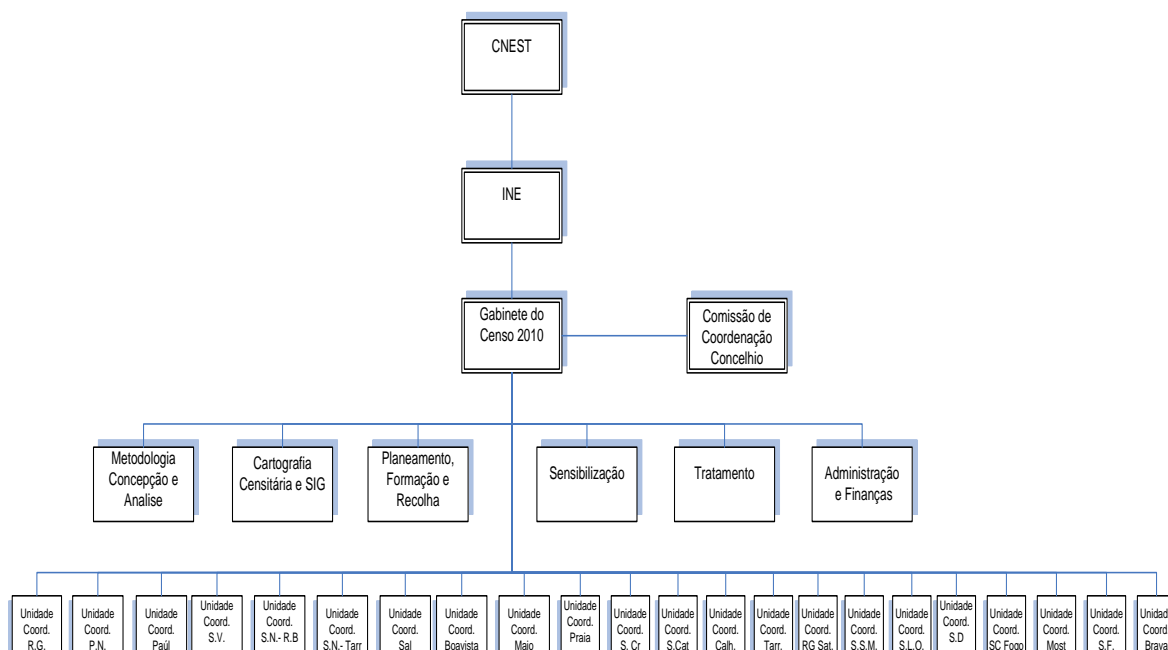 CNEST
INE
Gabinete do
Censo 2010
Comissão de
Coordenação
Concelhio
Metodologia
Concepção e
Analise
Cartografia
Censitária e SIG
Planeamento,
Formação e
Recolha
Sensibilização
Tratamento
Administração
e Finanças
Unidade
Coord.
R.G.
Unidade
Coord.
P.N.
Unidade
Coord.
Paúl
Unidade
Coord.
S.V.
Unidade
Coord.
S.N.- R.B
Unidade
Coord.
S.N.- Tarr
Unidade
Coord.
Sal
Unidade
Coord.
Boavista
Unidade
Coord.
Maio
Unidade
Coord.
Praia
Unidade
Coord.
S. Cr
Unidade
Coord.
S.Cat
Unidade
Coord.
Calh.
Unidade
Coord.
Tarr.
Unidade
Coord.
RG Sat.
Unidade
Coord.
S.S.M.
Unidade
Coord.
S.L.O.
Unidade
Coord.
S.D
Unidade
Coord.
SC Fogo
Unidade
Coord.
Most
Unidade
Coord.
S.F.
Unidade
Coord.
Brava